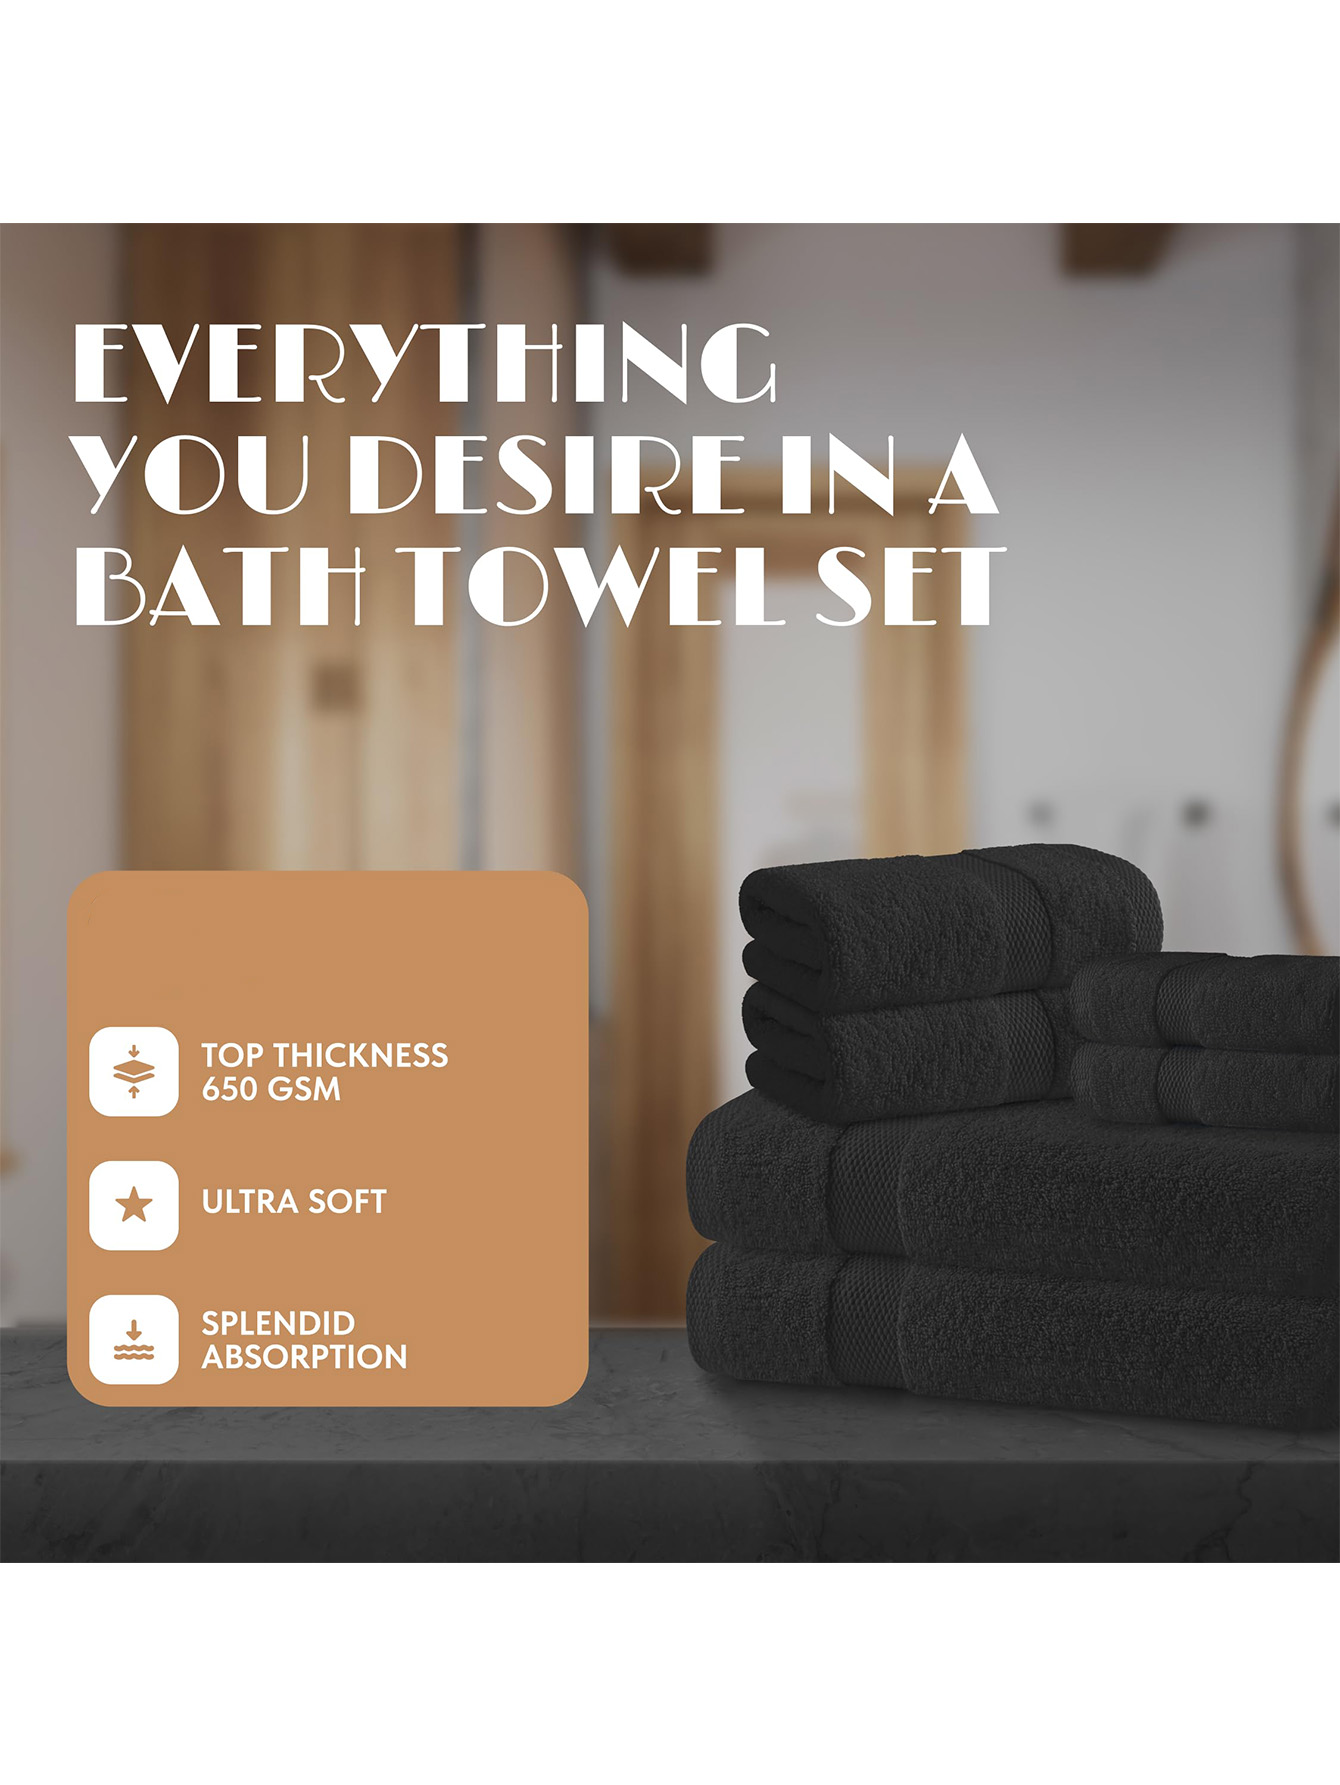 EVERYTHING
YOU DESIRE IN A
BATH TOWEL SET
TOP THICKNESS
650 GSM
ULTRA SOFT
SPLENDID
ABSORPTION